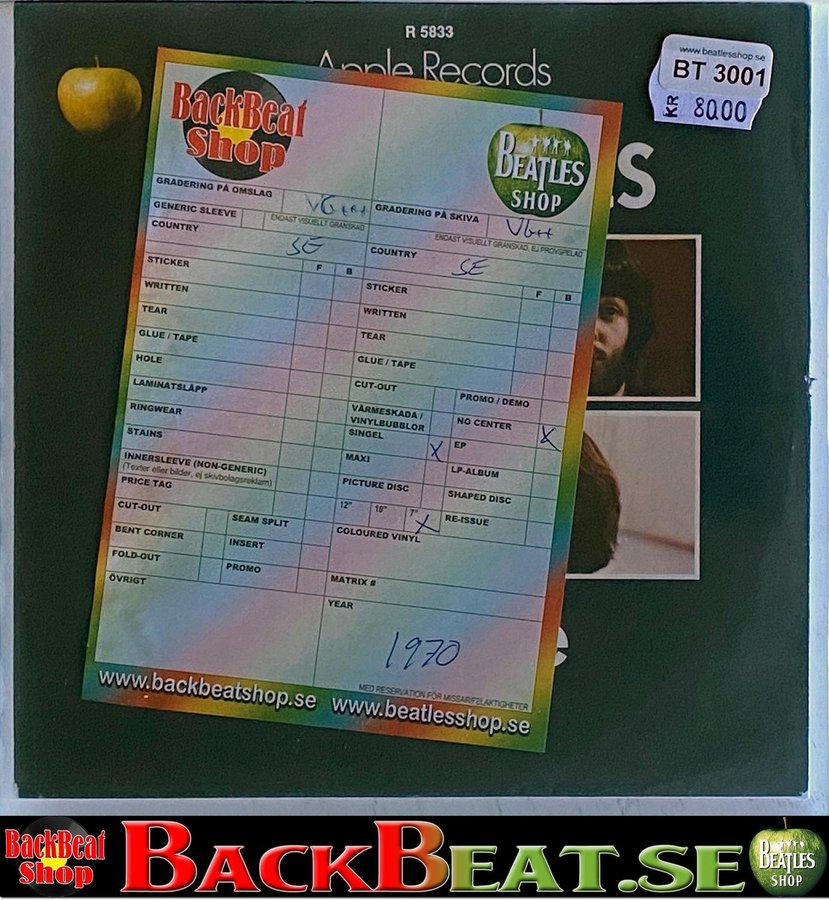 R 5833
Apple Records
www.beatlesshop.se
BT 3001
KR 80.00
S
BackBeat
Shop
BEATLES
SHOP
GRADERING PÅ OMSLAG
GENERIC SLEEVE
ENDAST VISUELLT GRANSKAD
COUNTRY SE
F B
STICKER
WRITTEN
TEAR
GLUE / TAPE
HOLE
LAMINATSLÄPP
RINGWEAR
STAINS
INNERSLEEVE (NON-GENERIC)
(Texter eller bilder, ej skivbolagsreklam)
PRICE TAG
CUT-OUT
SEAM SPLIT
BENT CORNER
INSERT
FOLD-OUT
PROMO
ÖVRIGT
GRADERING PÅ SKIVA VG++
ENDAST VISUELLT GRANSKAD, EJ PROVSPELAD
COUNTRY SE
F B
STICKER
WRITTEN
TEAR
GLUE / TAPE
CUT-OUT
PROMO / DEMO
VÄRMESKADA /
VINYLBUBBLOR
NO CENTER X
SINGEL X
EP
MAXI
LP-ALBUM
PICTURE DISC
SHAPED DISC
12" 10" 7" X
RE-ISSUE
COLOURED VINYL
MATRIX #
YEAR
1970
e
MED RESERVATION FÖR MISSAR/FELAKTIGHETER
www.backbeatshop.se www.beatlesshop.se
BackBeat
Shop
BACKBEAT.SE
BEATLES
SHOP